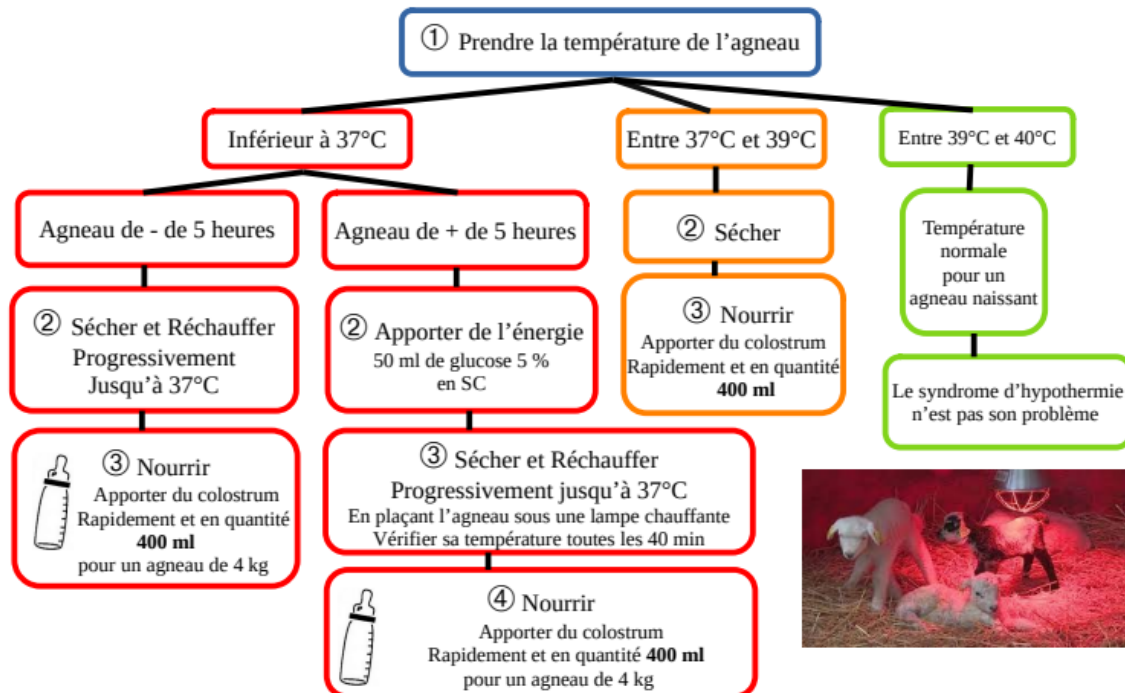 ① Prendre la température de l’agneau
Inférieur à 37°C
Entre 37°C et 39°C
Entre 39°C et 40°C
Agneau de - de 5 heures
Agneau de + de 5 heures
② Sécher
Température
normale
pour un
agneau naissant
② Sécher et Réchauffer
Progressivement
Jusqu’à 37°C
② Apporter de l’énergie
50 ml de glucose 5 %
en SC
③ Nourrir
Apporter du colostrum
Rapidement et en quantité
400 ml
Le syndrome d’hypothermie
n’est pas son problème
③ Nourrir
Apporter du colostrum
Rapidement et en quantité
400 ml
pour un agneau de 4 kg
③ Sécher et Réchauffer
Progressivement jusqu’à 37°C
En plaçant l’agneau sous une lampe chauffante
Vérifier sa température toutes les 40 min
④ Nourrir
Apporter du colostrum
Rapidement et en quantité 400 ml
pour un agneau de 4 kg